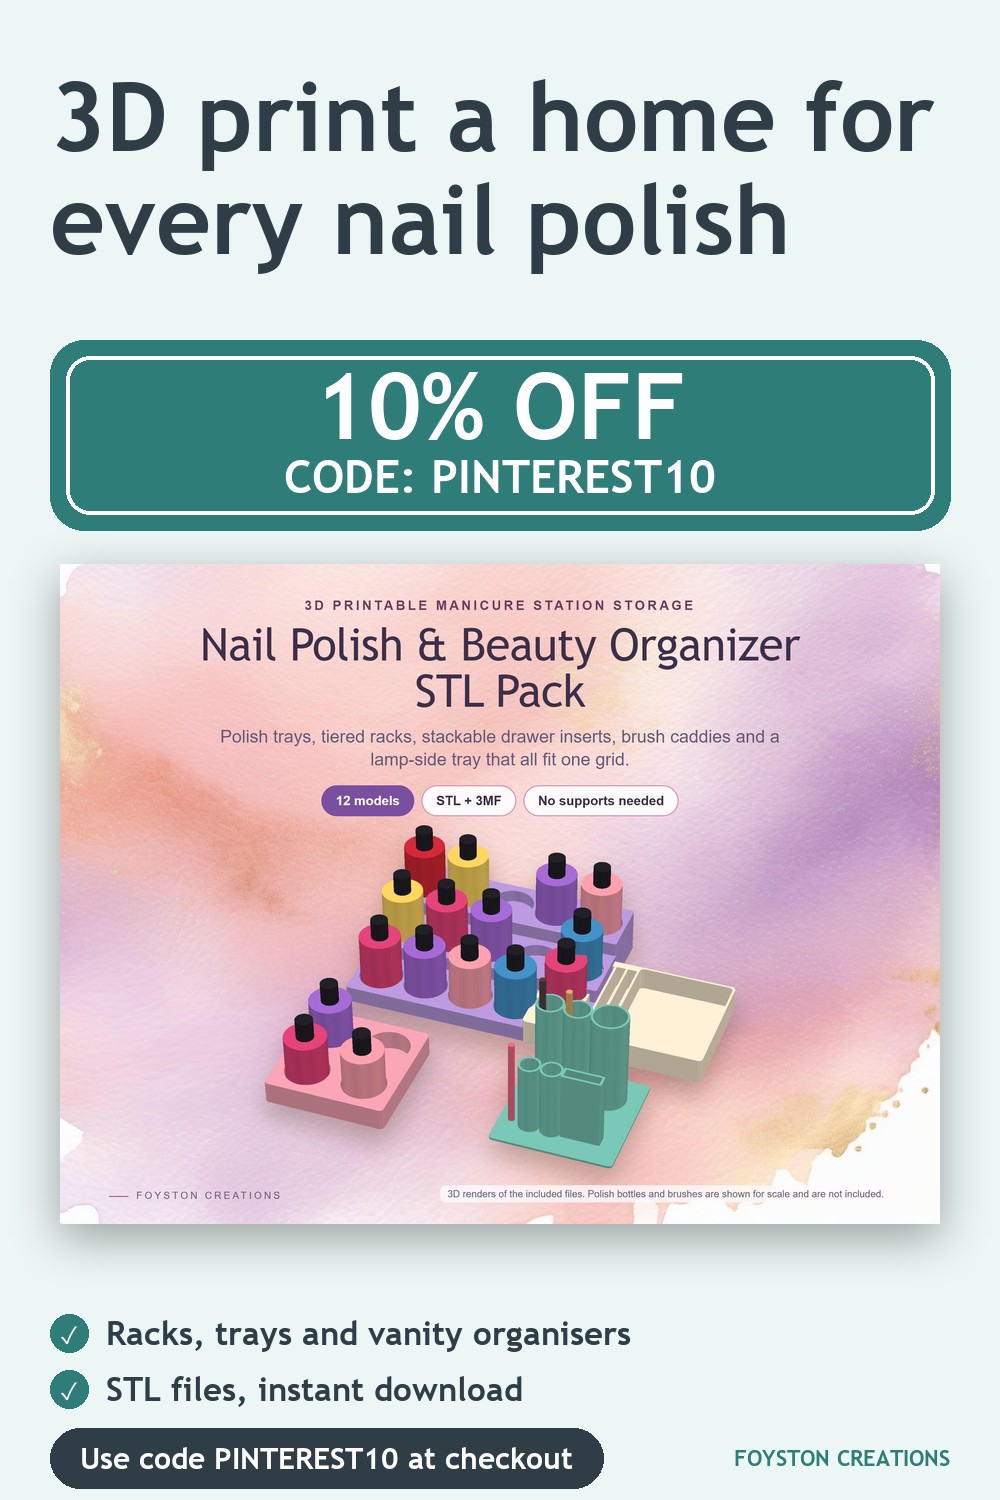 3D print a home for
every nail polish
10% OFF
CODE: PINTEREST10
3D PRINTABLE MANICURE STATION STORAGE
Nail Polish & Beauty Organizer
STL Pack
Polish trays, tiered racks, stackable drawer inserts, brush caddies and a
lamp-side tray that all fit one grid.
12 models
STL + 3MF
No supports needed
FOYSTON CREATIONS
3D renders of the included files. Polish bottles and brushes are shown for scale and are not included.
Racks, trays and vanity organisers
STL files, instant download
Use code PINTEREST10 at checkout
FOYSTON CREATIONS